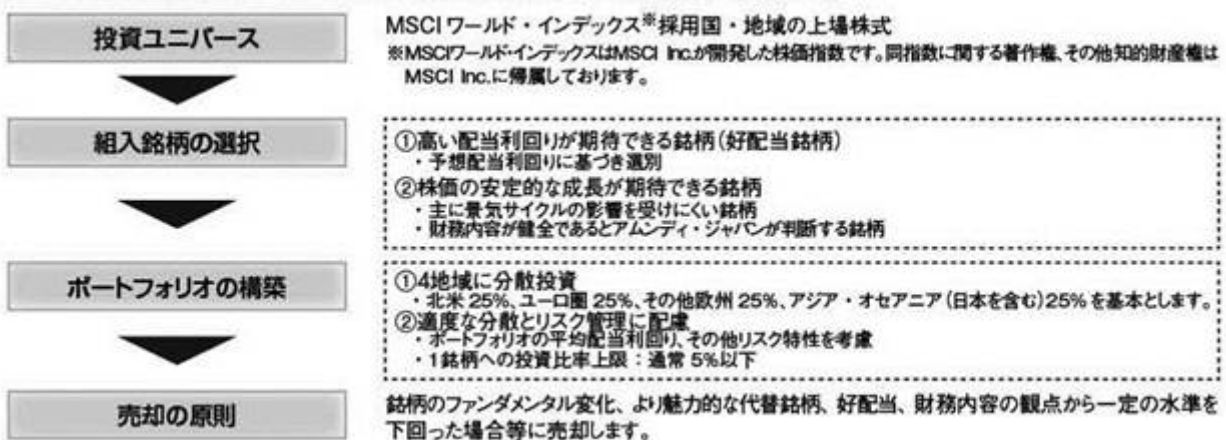 投資ユニバース
MSCIワールド・インデックス※採用国・地域の上場株式
※MSCIワールド・インデックスはMSCI Inc.が開発した株価指数です。同指数に関する著作権、その他知的財産権は
MSCI Inc.に帰属しております。
組入銘柄の選択
①高い配当利回りが期待できる銘柄(好配当銘柄)
・予想配当利回りに基づき選別
②株価の安定的な成長が期待できる銘柄
・主に景気サイクルの影響を受けにくい銘柄
・財務内容が健全であるとアムンディ・ジャパンが判断する銘柄
ポートフォリオの構築
①4地域に分散投資
・北米 25%、ユーロ圏 25%、その他欧州 25%、アジア・オセアニア(日本を含む)25% を基本とします。
②適度な分散とリスク管理に配慮
・ポートフォリオの平均配当利回り、その他リスク特性を考慮
・1銘柄への投資比率上限:通常 5%以下
売却の原則
銘柄のファンダメンタル変化、より魅力的な代替銘柄、好配当、財務内容の観点から一定の水準を
下回った場合等に売却します。